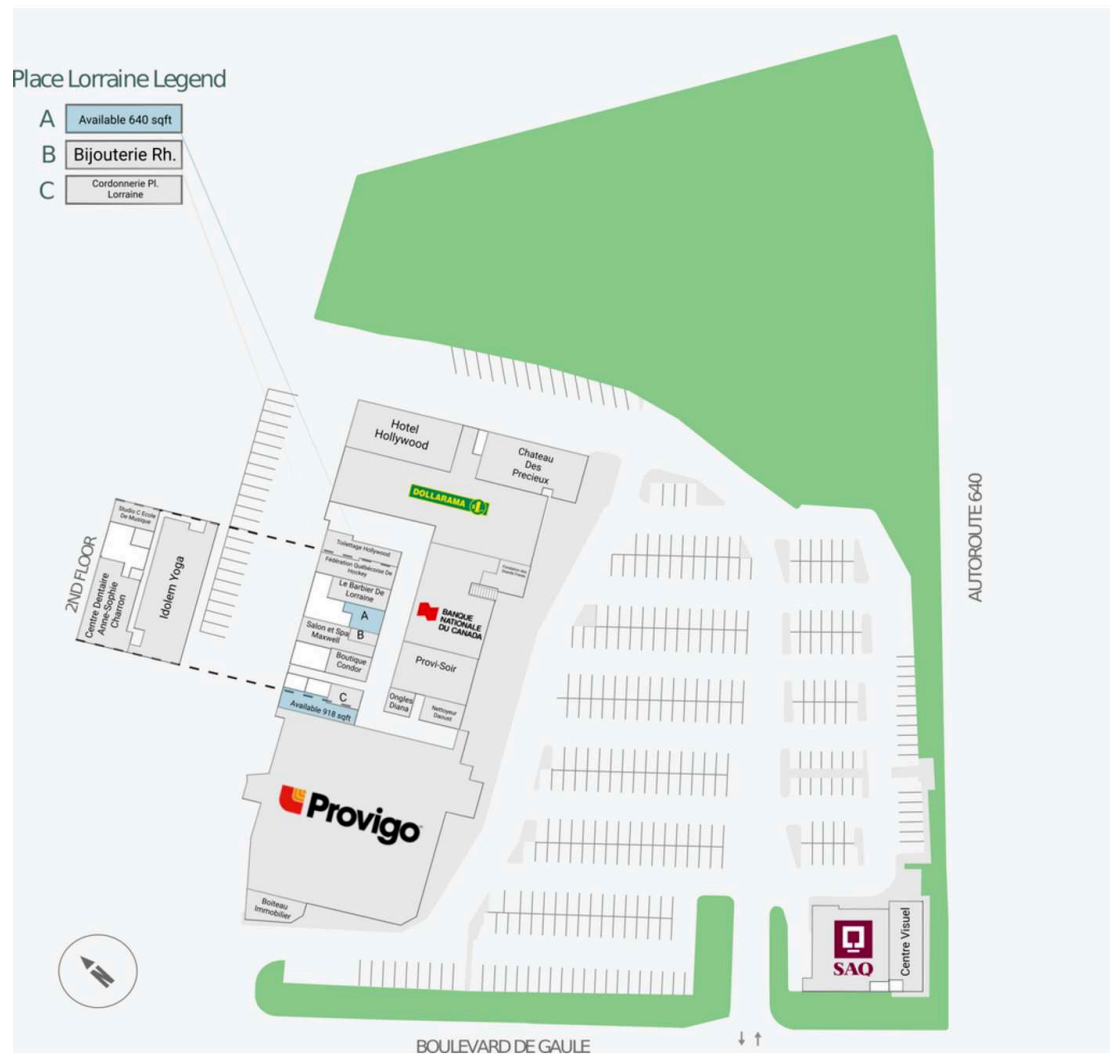 Place Lorraine Legend
A
Available 640 sqft
B
Bijouterie Rh.
C
Cordonnerie Pl.
Lorraine
AUTOROUTE 640
Hotel
Hollywood
Chateau
Des
Precieux
DOLLARAMA
Toilettage Hollywood
Fédération Québécoise De
Hockey
Le Barbier De
Lorraine
A
Salon et Spa
Maxwell
B
Boutique
Condor
C
Available 918 sqft
BANQUE
NATIONALE
DU CANADA
Provi-Soir
Ongles
Diana
Nettoyeur
Daoust
2ND FLOOR
Studio C Ecole
De Musique
Centre Dentaire
Anne-Sophie
Charron
Idolem Yoga
Provigo
Boiteau
Immobilier
SAQ
Centre Visuel
N
BOULEVARD DE GAULE